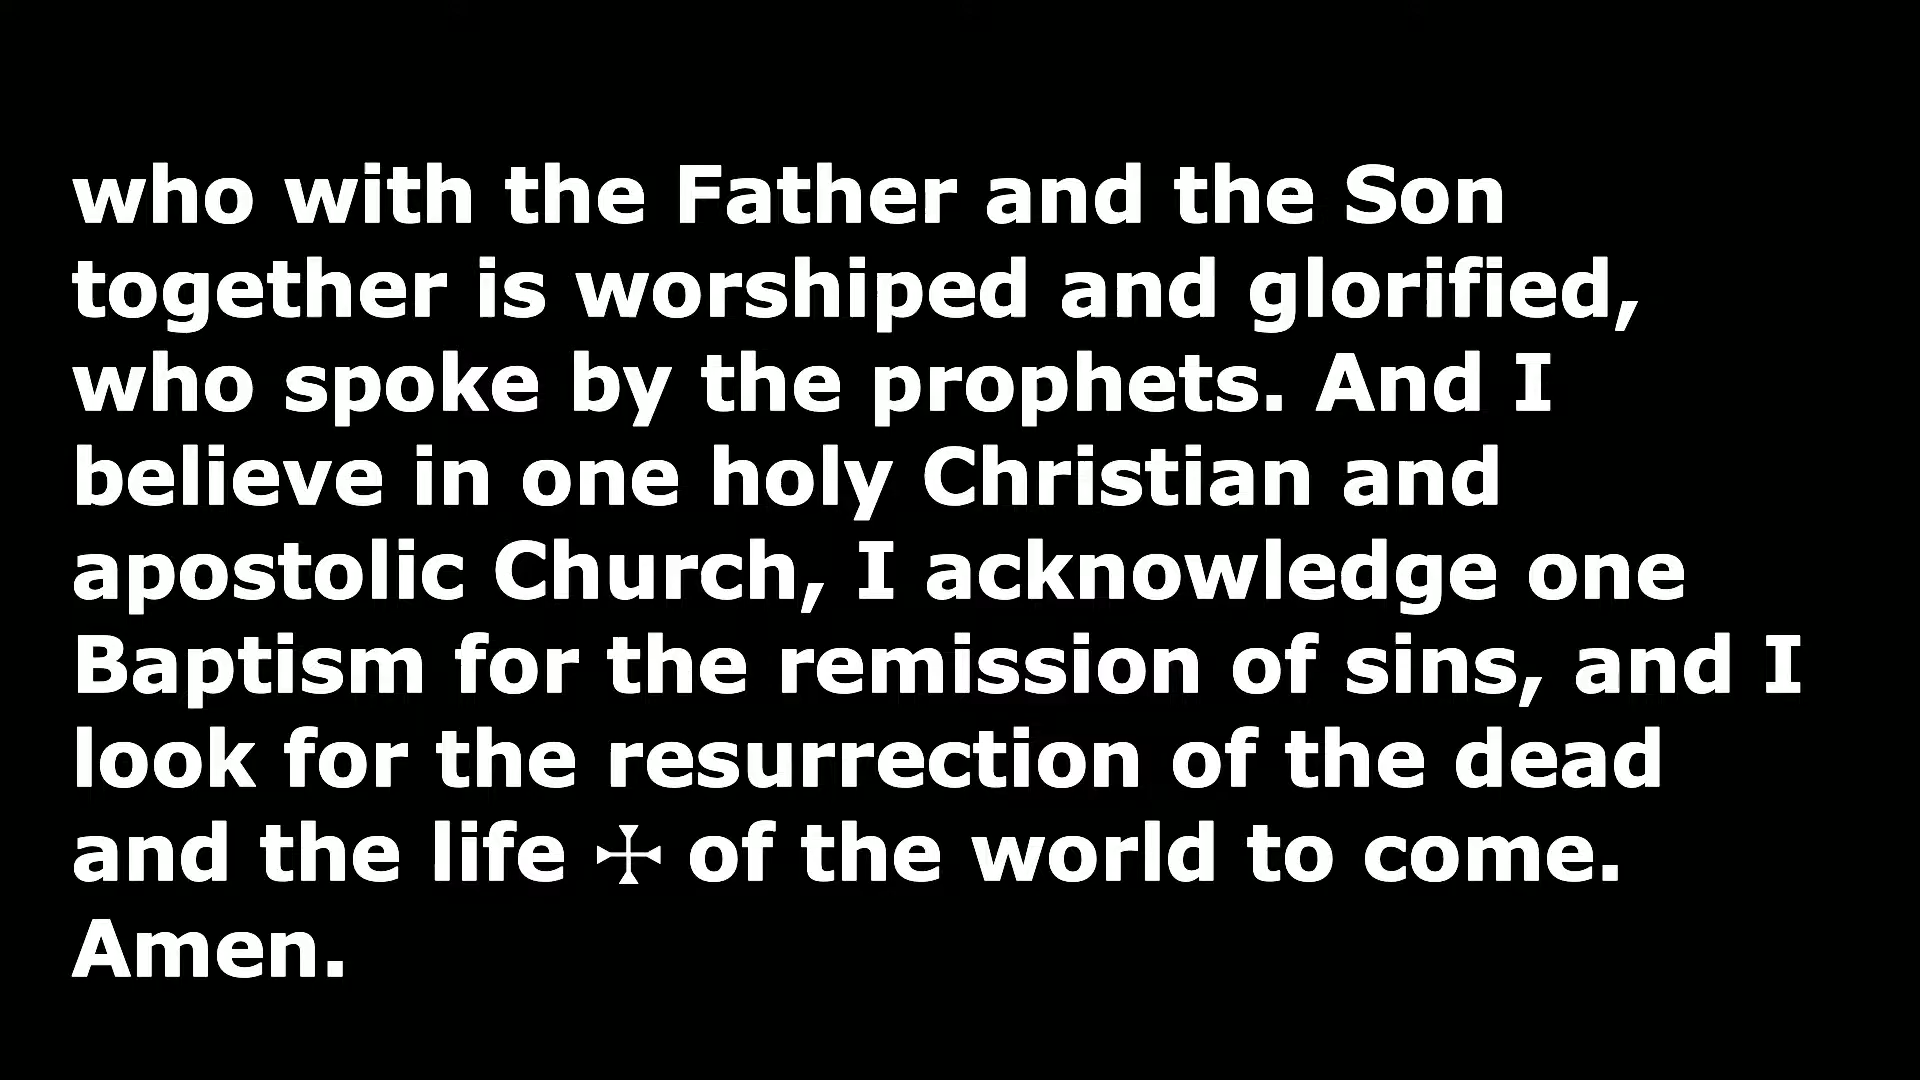 who with the Father and the Son
together is worshiped and glorified,
who spoke by the prophets. And I
believe in one holy Christian and
apostolic Church, I acknowledge one
Baptism for the remission of sins, and I
look for the resurrection of the dead
and the life ☩ of the world to come.
Amen.